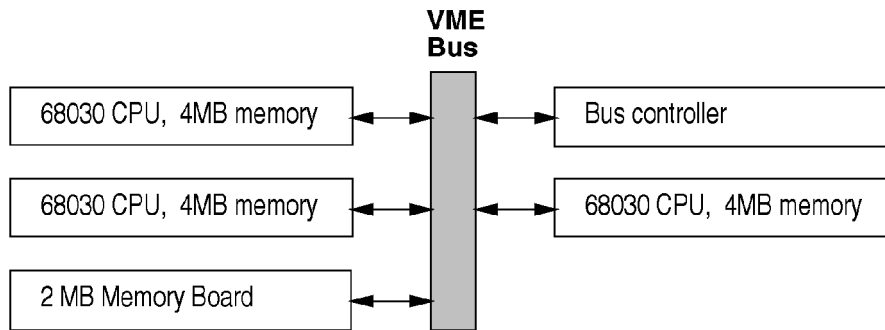 VME
Bus
68030 CPU, 4MB memory
Bus controller
68030 CPU, 4MB memory
68030 CPU, 4MB memory
2 MB Memory Board